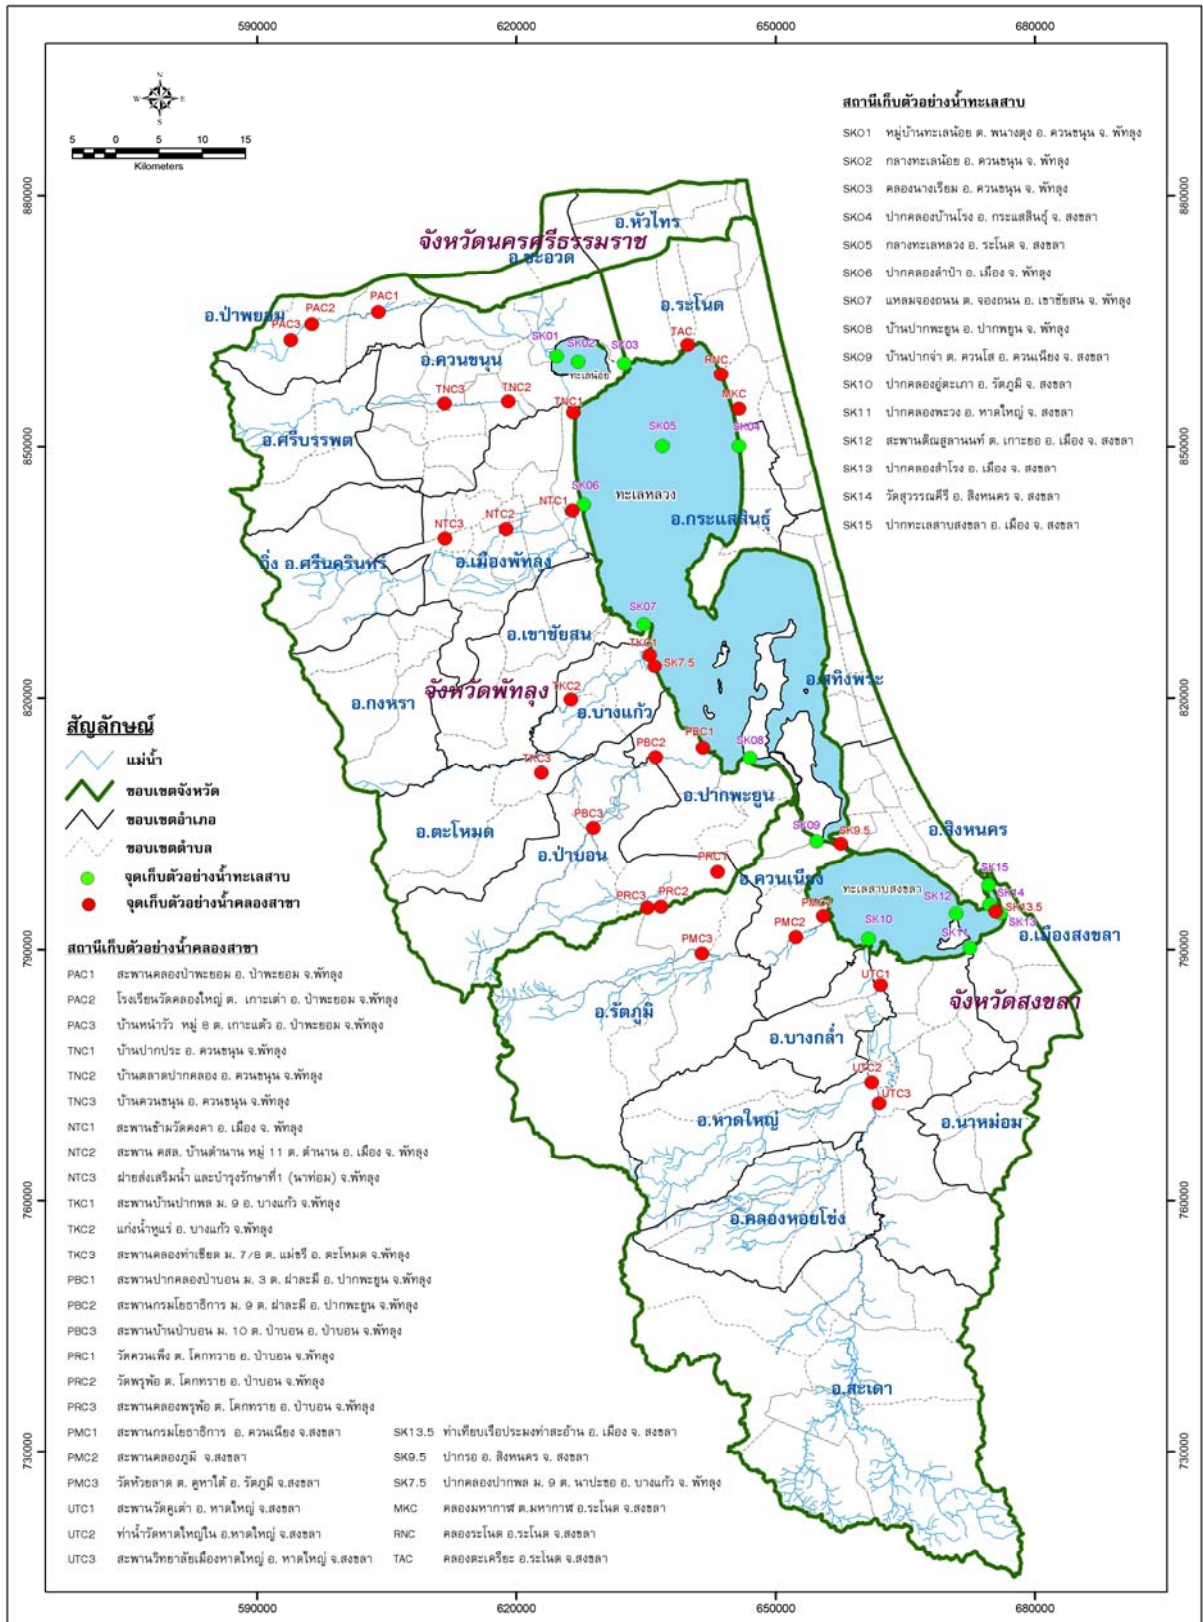 590000
620000
650000
680000
N
W E
S
5 0 5 10 15
Kilometers
สถานีเก็บตัวอย่างน้ำทะเลสาบ
SK01 หมู่บ้านทะเลน้อย ต. พนางตุง อ. ควนขนุน จ. พัทลุง
SK02 กลางทะเลน้อย อ. ควนขนุน จ. พัทลุง
SK03 คลองนางเรียม อ. ควนขนุน จ. พัทลุง
SK04 ปากคลองบ้านโรง อ. กระแสสินธุ์ จ. สงขลา
SK05 กลางทะเลหลวง อ. ระโนด จ. สงขลา
SK06 ปากคลองลำปำ อ. เมือง จ. พัทลุง
SK07 แหลมจองถนน ต. จองถนน อ. เขาชัยสน จ. พัทลุง
SK08 บ้านปากพะยูน อ. ปากพยูน จ. พัทลุง
SK09 บ้านปากจ่า ต. ควนโส อ. ควนเนียง จ. สงขลา
SK10 ปากคลองอู่ตะเภา อ. รัตภูมิ จ. สงขลา
SK11 ปากคลองพะวง อ. หาดใหญ่ จ. สงขลา
SK12 สะพานติณสูลานนท์ ต. เกาะยอ อ. เมือง จ. สงขลา
SK13 ปากคลองสำโรง อ. เมือง จ. สงขลา
SK14 วัดสุวรรณคีรี อ. สิงหนคร จ. สงขลา
SK15 ปากทะเลสาบสงขลา อ. เมือง จ. สงขลา
880000
850000
820000
790000
760000
730000
880000
850000
820000
790000
760000
730000
อ.หัวไทร
จังหวัดนครศรีธรรมราช
อ.ชะอวด
อ.ระโนด
อ.ป่าพยอม
PAC1
PAC2
PAC3
SK01
SK02
SK03
TAC
RNC
MKC
ทะเลน้อย
อ.ควนขนุน
TNC3
TNC2
TNC1
SK05
SK04
อ.ศรีบรรพต
SK06
ทะเลหลวง
NTC1
NTC2
NTC3
อ.กระแสสินธุ์
กิ่ง อ.ศรีนครินทร์
อ.เมืองพัทลุง
SK07
อ.เขาชัยสน
TKC1
SK7.5
อ.สทิงพระ
จังหวัดพัทลุง
TKC2
อ.กงหรา
อ.บางแก้ว
PBC1
PBC2
SK08
TKC3
อ.ปากพะยูน
PBC3
อ.ตะโหมด
SK09
SK9.5
อ.สิงหนคร
อ.ป่าบอน
PRC1
อ.ควนเนียง
ทะเลสาบสงขลา
SK15
SK14
SK13.5
SK13
SK12
SK11
SK10
PRC3
PRC2
PMC1
PMC2
PMC3
อ.เมืองสงขลา
UTC1
จังหวัดสงขลา
อ.รัตภูมิ
อ.บางกล่ำ
UTC2
UTC3
อ.หาดใหญ่
อ.นาหม่อม
อ.คลองหอยโข่ง
อ.สะเดา
สัญลักษณ์
แม่น้ำ
ขอบเขตจังหวัด
ขอบเขตอำเภอ
ขอบเขตตำบล
จุดเก็บตัวอย่างน้ำทะเลสาบ
จุดเก็บตัวอย่างน้ำคลองสาขา
สถานีเก็บตัวอย่างน้ำคลองสาขา
PAC1 สะพานคลองป่าพะยอม อ. ป่าพะยอม จ.พัทลุง
PAC2 โรงเรียนวัดคลองใหญ่ ต. เกาะเต่า อ. ป่าพะยอม จ.พัทลุง
PAC3 บ้านหนำวัว หมู่ 8 ต. เกาะแต้ว อ. ป่าพะยอม จ.พัทลุง
TNC1 บ้านปากประ อ. ควนขนุน จ.พัทลุง
TNC2 บ้านตลาดปากคลอง อ. ควนขนุน จ.พัทลุง
TNC3 บ้านควนขนุน อ. ควนขนุน จ.พัทลุง
NTC1 สะพานข้ามวัดคงคา อ. เมือง จ. พัทลุง
NTC2 สะพาน คสล. บ้านตำนาน หมู่ 11 ต. ตำนาน อ. เมือง จ. พัทลุง
NTC3 ฝายส่งเสริมน้ำ และบำรุงรักษาที่1 (นาท่อม) จ.พัทลุง
TKC1 สะพานบ้านปากพล ม. 9 อ. บางแก้ว จ.พัทลุง
TKC2 แก่งน้ำหูแร่ อ. บางแก้ว จ.พัทลุง
TKC3 สะพานคลองท่าเชียด ม. 7/8 ต. แม่ขรี อ. ตะโหมด จ.พัทลุง
PBC1 สะพานปากคลองป่าบอน ม. 3 ต. ฝาละมี อ. ปากพะยูน จ.พัทลุง
PBC2 สะพานกรมโยธาธิการ ม. 9 ต. ฝาละมี อ. ปากพะยูน จ.พัทลุง
PBC3 สะพานบ้านป่าบอน ม. 10 ต. ป่าบอน อ. ป่าบอน จ.พัทลุง
PRC1 วัดควนเพ็ง ต. โคกทราย อ. ป่าบอน จ.พัทลุง
PRC2 วัดพรุพ้อ ต. โคกทราย อ. ป่าบอน จ.พัทลุง
PRC3 สะพานคลองพรุพ้อ ต. โคกทราย อ. ป่าบอน จ.พัทลุง
PMC1 สะพานกรมโยธาธิการ อ. ควนเนียง จ.สงขลา
PMC2 สะพานคลองภูมี จ.สงขลา
PMC3 วัดห้วยลาด ต. คูหาใต้ อ. รัตภูมิ จ.สงขลา
UTC1 สะพานวัดคูเต่า อ. หาดใหญ่ จ.สงขลา
UTC2 ท่าน้ำวัดหาดใหญ่ใน อ.หาดใหญ่ จ.สงขลา
UTC3 สะพานวิทยาลัยเมืองหาดใหญ่ อ. หาดใหญ่ จ.สงขลา
SK13.5 ท่าเทียบเรือประมงท่าสะอ้าน อ. เมือง จ. สงขลา
SK9.5 ปากรอ อ. สิงหนคร จ. สงขลา
SK7.5 ปากคลองปากพล ม. 9 ต. นาปะขอ อ. บางแก้ว จ. พัทลุง
MKC คลองมหากาฬ ต.มหากาฬ อ.ระโนด จ.สงขลา
RNC คลองระโนด อ.ระโนด จ.สงขลา
TAC คลองตะเครียะ อ.ระโนด จ.สงขลา
590000
620000
650000
680000